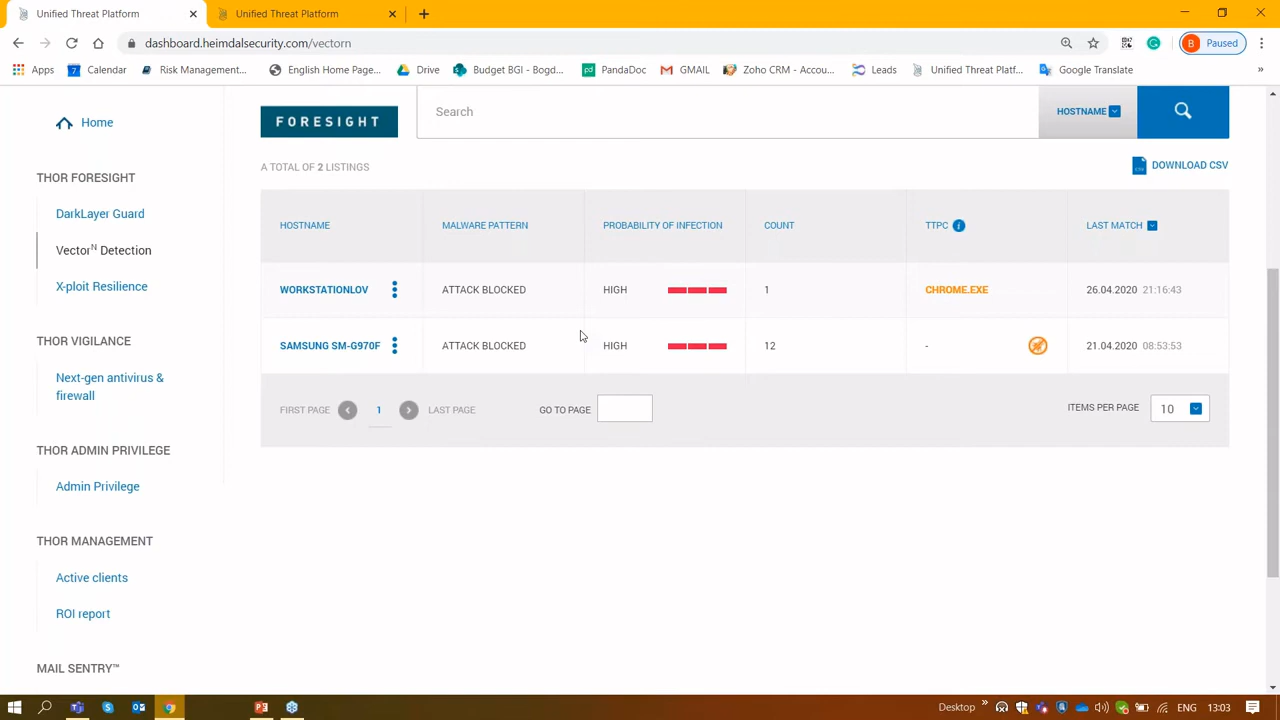 Unified Threat Platform
Unified Threat Platform
dashboard.heimdalsecurity.com/vectorn
B Paused
Apps
7 Calendar
Risk Management...
English Home Page...
Drive
Budget BGI - Bogd...
pd PandaDoc
GMAIL
Zoho CRM - Accou...
Leads
Unified Threat Platf...
Google Translate
»
Home
THOR FORESIGHT
DarkLayer Guard
Vectorᴺ Detection
X-ploit Resilience
THOR VIGILANCE
Next-gen antivirus &
firewall
THOR ADMIN PRIVILEGE
Admin Privilege
THOR MANAGEMENT
Active clients
ROI report
MAIL SENTRY™
FORESIGHT
Search
HOSTNAME
A TOTAL OF 2 LISTINGS
DOWNLOAD CSV
HOSTNAME MALWARE PATTERN PROBABILITY OF INFECTION COUNT TTPC i LAST MATCH
WORKSTATIONLOV ATTACK BLOCKED HIGH 1 CHROME.EXE 26.04.2020 21:16:43
SAMSUNG SM-G970F ATTACK BLOCKED HIGH 12 - 21.04.2020 08:53:53
FIRST PAGE 1 LAST PAGE GO TO PAGE ITEMS PER PAGE 10
Desktop » ENG 13:03